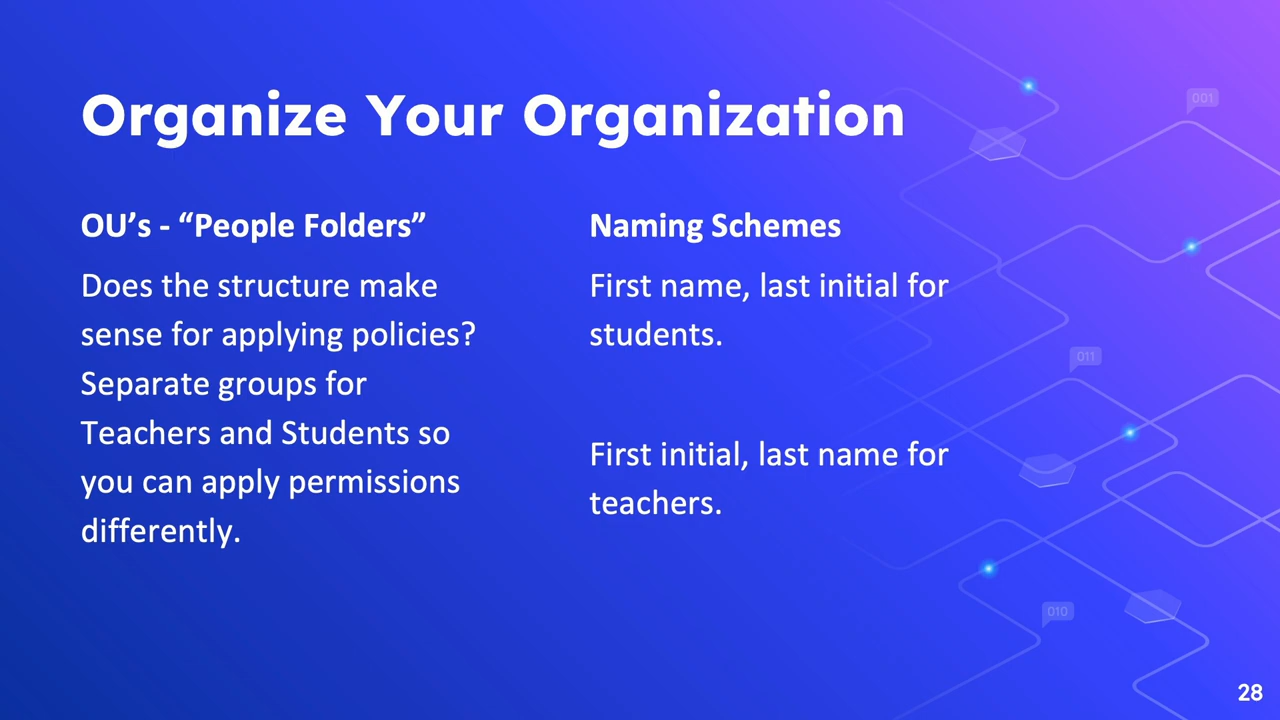 Organize Your Organization
OU’s - “People Folders”
Does the structure make
sense for applying policies?
Separate groups for
Teachers and Students so
you can apply permissions
differently.
Naming Schemes
First name, last initial for
students.
First initial, last name for
teachers.
001
011
010
28